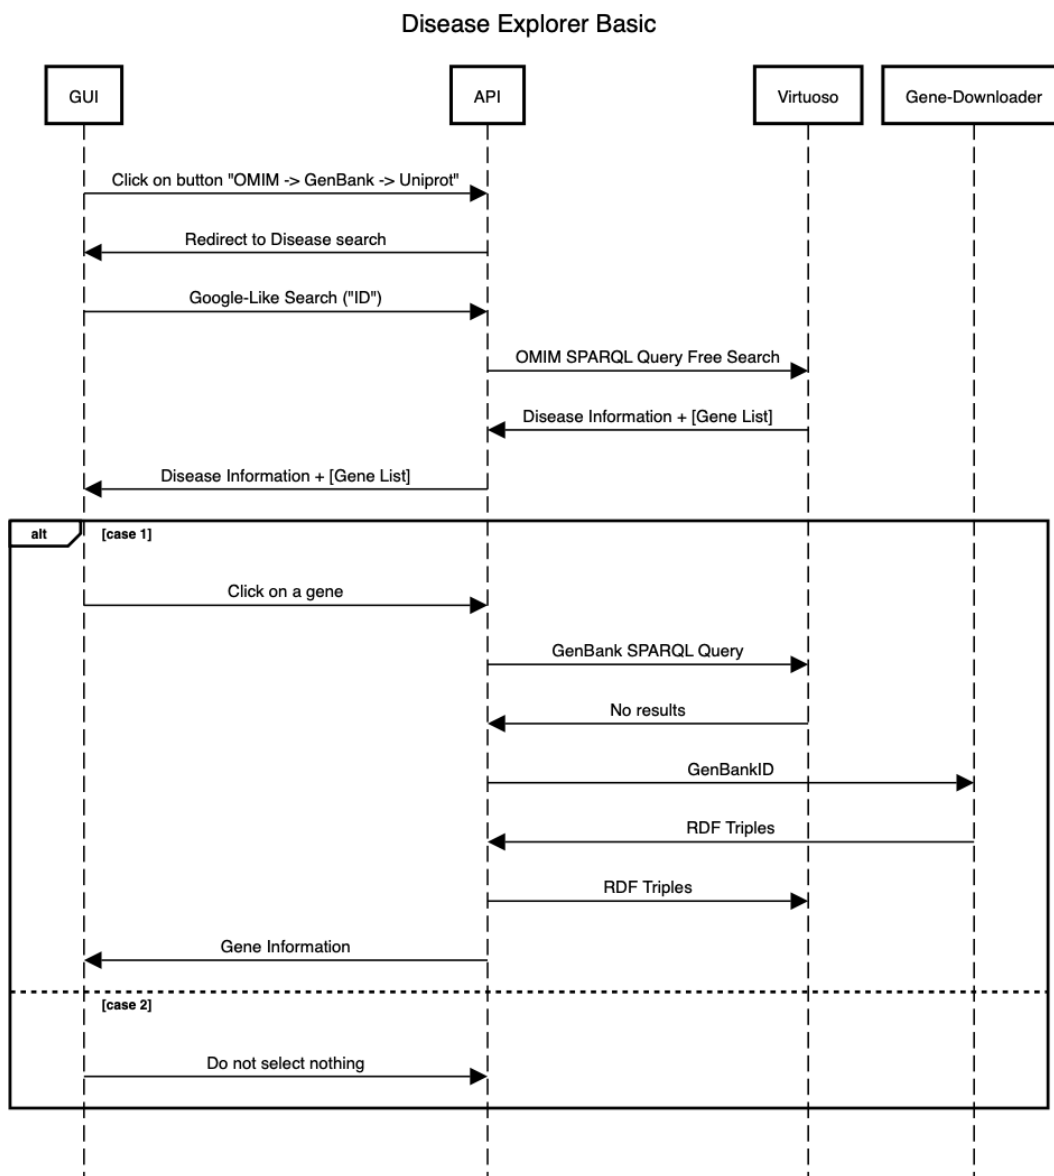 Disease Explorer Basic
GUI
API
Virtuoso
Gene-Downloader
Click on button "OMIM -> GenBank -> Uniprot"
Redirect to Disease search
Google-Like Search ("ID")
OMIM SPARQL Query Free Search
Disease Information + [Gene List]
Disease Information + [Gene List]
alt
[case 1]
Click on a gene
GenBank SPARQL Query
No results
GenBankID
RDF Triples
RDF Triples
Gene Information
[case 2]
Do not select nothing